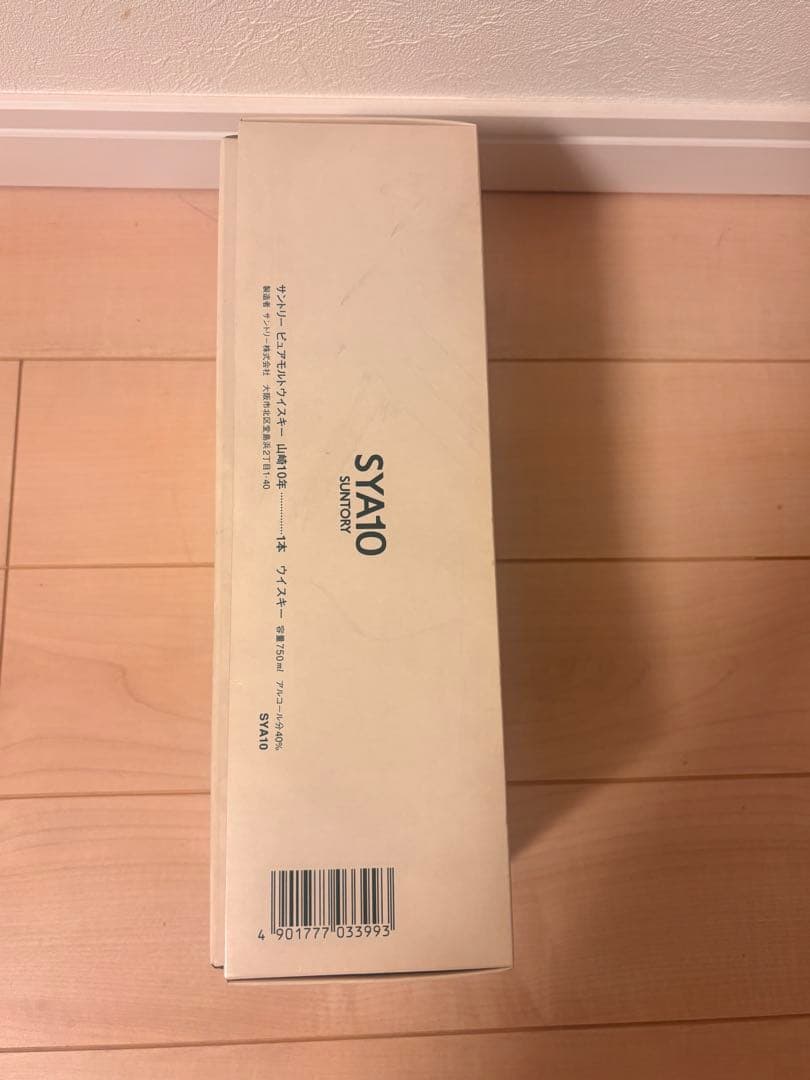 SYA10
SUNTORY
サントリー ピュアモルトウイスキー 山崎10年……………1本 ウイスキー 容量750ml アルコール分40%
製造者 サントリー株式会社 大阪市北区堂島浜2丁目1-40
SYA10
4 901777 033993